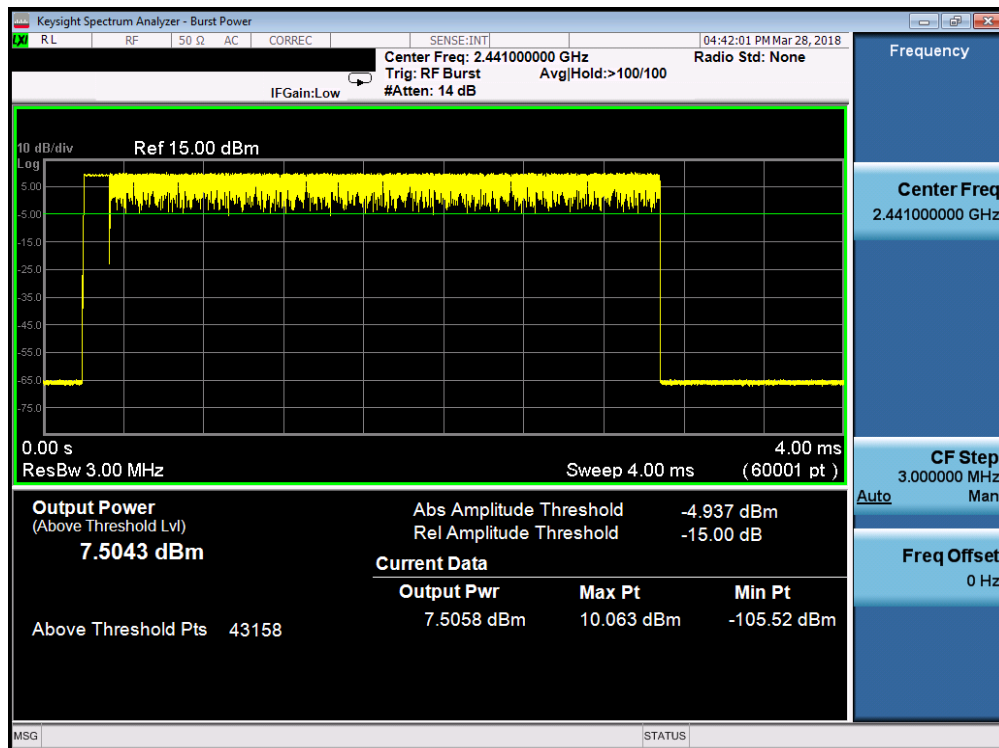 Keysight Spectrum Analyzer - Burst Power
LXI RL RF 50 Ω AC CORREC SENSE:INT 04:42:01 PM Mar 28, 2018
Center Freq: 2.441000000 GHz Radio Std: None
Trig: RF Burst Avg|Hold:>100/100
IFGain:Low #Atten: 14 dB
10 dB/div Ref 15.00 dBm
Log
5.00
-5.00
-15.0
-25.0
-35.0
-45.0
-55.0
-65.0
-75.0
0.00 s 4.00 ms
ResBw 3.00 MHz Sweep 4.00 ms (60001 pt)
Output Power
(Above Threshold Lvl)
7.5043 dBm
Above Threshold Pts 43158
Abs Amplitude Threshold -4.937 dBm
Rel Amplitude Threshold -15.00 dB
Current Data
Output Pwr Max Pt Min Pt
7.5058 dBm 10.063 dBm -105.52 dBm
Frequency
Center Freq
2.441000000 GHz
CF Step
3.000000 MHz
Auto Man
Freq Offset
0 Hz
MSG STATUS